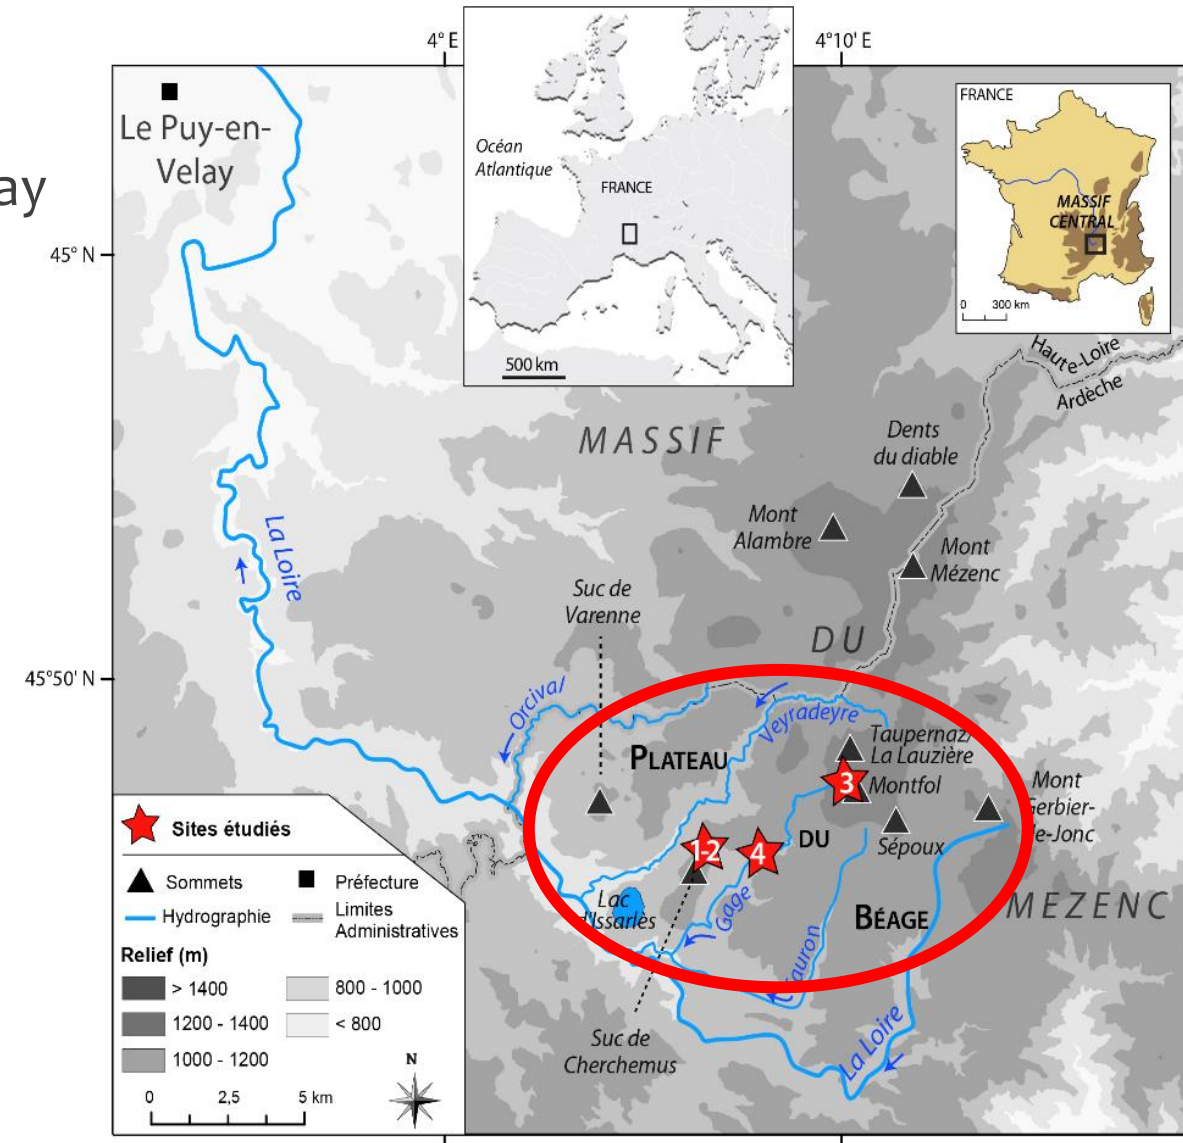 4° E
4°10' E
Le Puy-en-
Velay
ay
45° N
45°50' N
Océan
Atlantique
FRANCE
500 km
FRANCE
MASSIF
CENTRAL
0 300 km
Haute-Loire
Ardèche
MASSIF
DU
MEZENC
Dents
du diable
Mont
Alambre
Mont
Mézenc
La Loire
Suc de
Varenne
Orcival
Veyradeyre
PLATEAU
DU
BÉAGE
Taupernaz/
La Lauzière
3
Montfol
Sépoux
Mont
Gerbier-
de-Jonc
1-2
4
Lac
d'Issarlès
Gage
Suc de
Cherchemus
La Loire
Sites étudiés
Sommets
Préfecture
Hydrographie
Limites
Administratives
Relief (m)
> 1400
800 - 1000
1200 - 1400
< 800
1000 - 1200
N
0 2,5 5 km